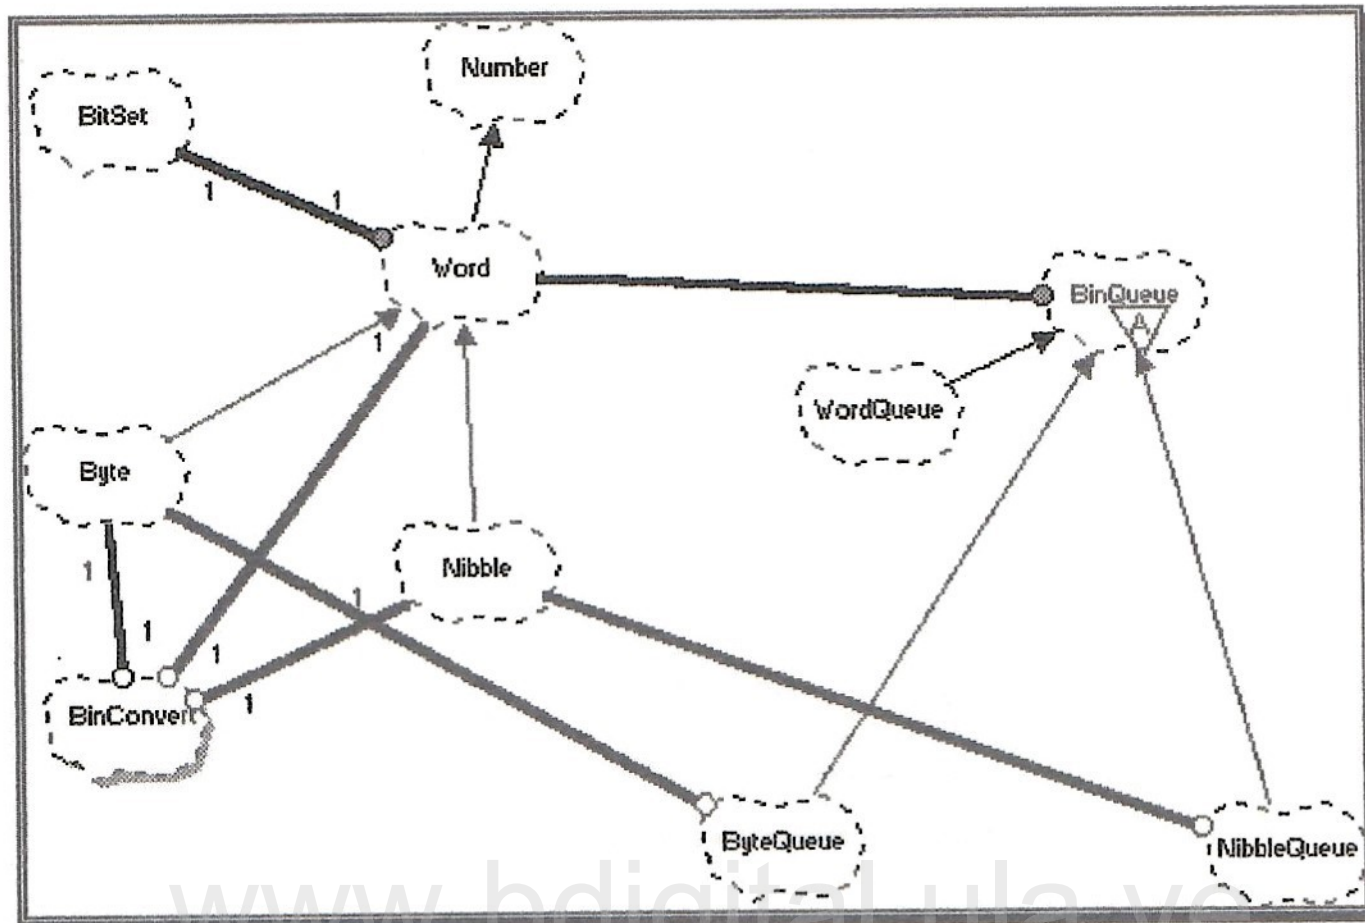 Number
BitSet
1
1
Word
BinQueue
A
1
WordQueue
Byte
Nibble
1
1
1
1
1
BinConvert
ByteQueue
NibbleQueue
www.bdigital.ula.ve